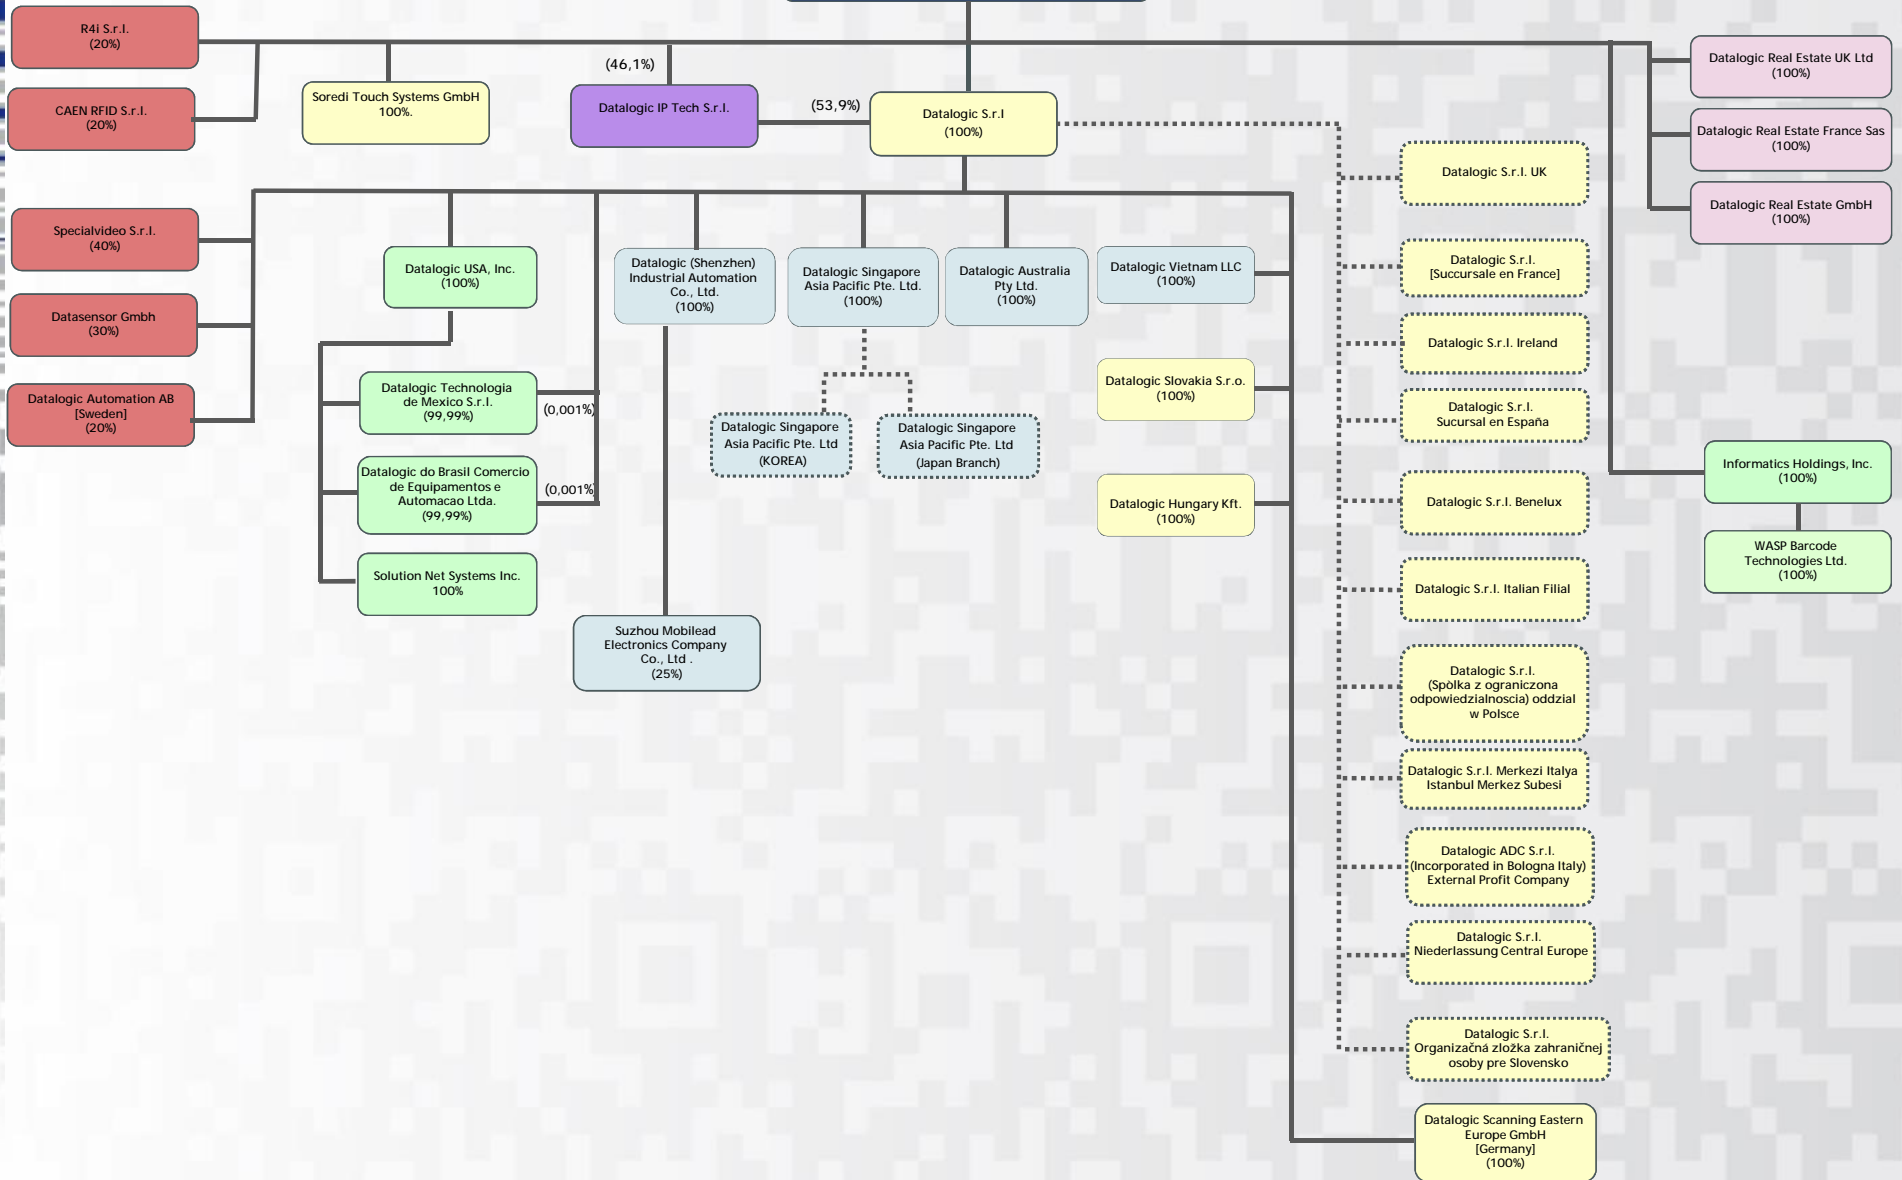 R4i S.r.l.
(20%)
CAEN RFID S.r.l.
(20%)
Soredi Touch Systems GmbH
100%.
(46,1%)
Datalogic IP Tech S.r.l.
(53,9%)
Datalogic S.r.l
(100%)
Datalogic Real Estate UK Ltd
(100%)
Datalogic Real Estate France Sas
(100%)
Datalogic Real Estate GmbH
(100%)
Specialvideo S.r.l.
(40%)
Datasensor Gmbh
(30%)
Datalogic Automation AB
[Sweden]
(20%)
Datalogic USA, Inc.
(100%)
Datalogic Technologia
de Mexico S.r.l.
(99,99%)
(0,001%)
Datalogic do Brasil Comercio
de Equipamentos e
Automacao Ltda.
(99,99%)
(0,001%)
Solution Net Systems Inc.
100%
Datalogic (Shenzhen)
Industrial Automation
Co., Ltd.
(100%)
Suzhou Mobilead
Electronics Company
Co., Ltd .
(25%)
Datalogic Singapore
Asia Pacific Pte. Ltd.
(100%)
Datalogic Singapore
Asia Pacific Pte. Ltd
(KOREA)
Datalogic Singapore
Asia Pacific Pte. Ltd
(Japan Branch)
Datalogic Australia
Pty Ltd.
(100%)
Datalogic Vietnam LLC
(100%)
Datalogic Slovakia S.r.o.
(100%)
Datalogic Hungary Kft.
(100%)
Datalogic S.r.l. UK
Datalogic S.r.l.
[Succursale en France]
Datalogic S.r.l. Ireland
Datalogic S.r.l.
Sucursal en España
Datalogic S.r.l. Benelux
Datalogic S.r.l. Italian Filial
Datalogic S.r.l.
(Spòlka z ograniczona
odpowiedzialnoscia) oddzial
w Polsce
Datalogic S.r.l. Merkezi Italya
Istanbul Merkez Subesi
Datalogic ADC S.r.l.
(Incorporated in Bologna Italy)
External Profit Company
Datalogic S.r.l.
Niederlassung Central Europe
Datalogic S.r.l.
Organizačná zložka zahraničnej
osoby pre Slovensko
Datalogic Scanning Eastern
Europe GmbH
[Germany]
(100%)
Informatics Holdings, Inc.
(100%)
WASP Barcode
Technologies Ltd.
(100%)